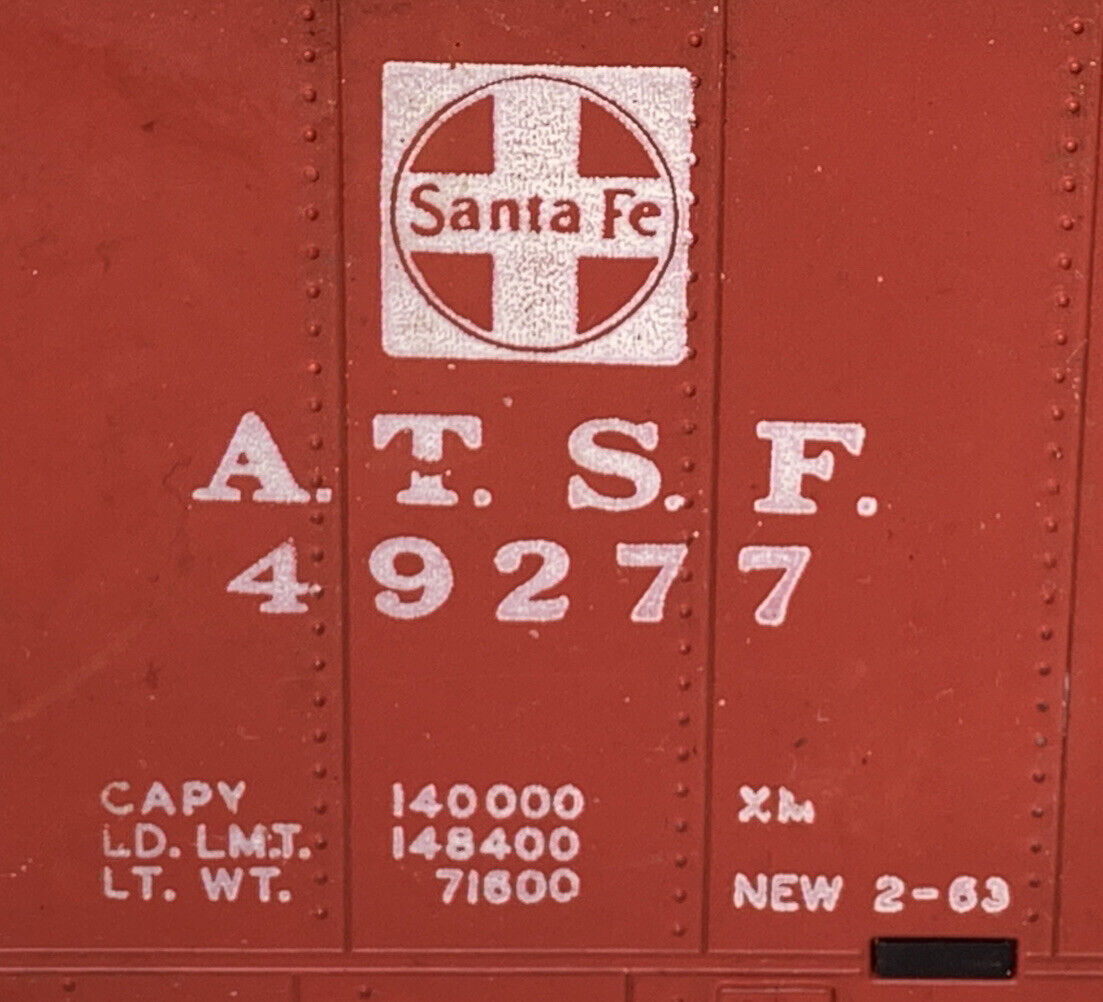 Santa Fe
A. T. S. F.
49277
CAPY 140000 XM
LD. LMT. 148400
LT. WT. 71600 NEW 2-63